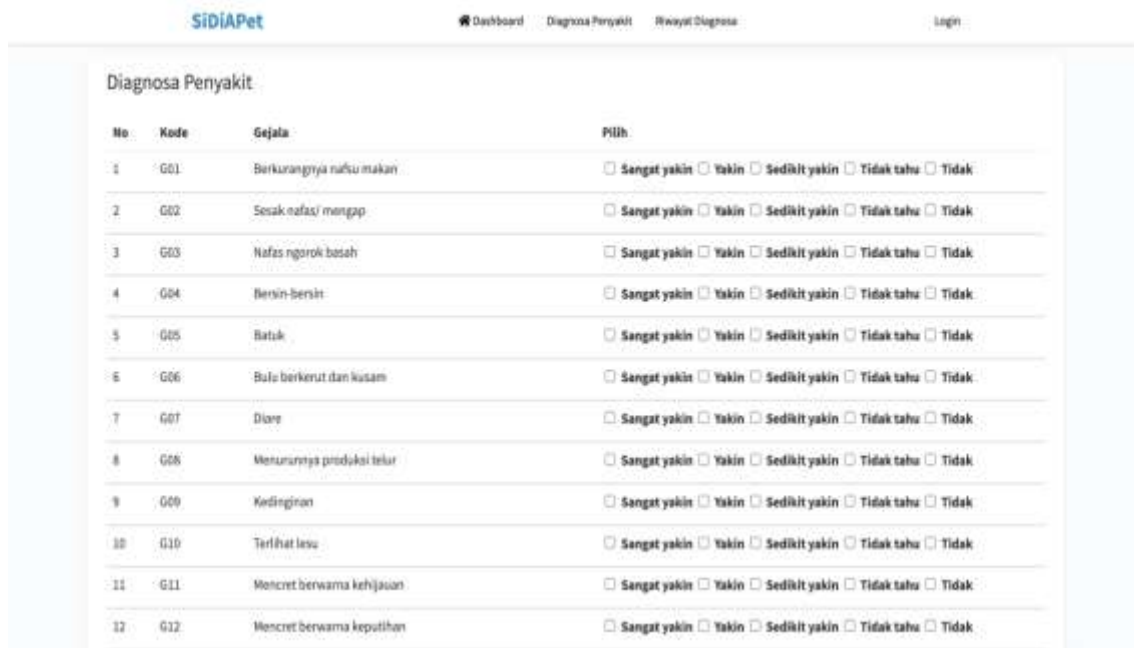 SiDiAPet Dashboard Diagnosa Penyakit Riwayat Diagnosa Login
Diagnosa Penyakit
No Kode Gejala Pilih
1 G01 Berkurangnya nafsu makan Sangat yakin Yakin Sedikit yakin Tidak tahu Tidak
2 G02 Sesak nafas/ mengap Sangat yakin Yakin Sedikit yakin Tidak tahu Tidak
3 G03 Nafas ngorok basah Sangat yakin Yakin Sedikit yakin Tidak tahu Tidak
4 G04 Bersin-bersin Sangat yakin Yakin Sedikit yakin Tidak tahu Tidak
5 G05 Batuk Sangat yakin Yakin Sedikit yakin Tidak tahu Tidak
6 G06 Bulu berkerut dan kusam Sangat yakin Yakin Sedikit yakin Tidak tahu Tidak
7 G07 Diare Sangat yakin Yakin Sedikit yakin Tidak tahu Tidak
8 G08 Menurunnya produksi telur Sangat yakin Yakin Sedikit yakin Tidak tahu Tidak
9 G09 Kedinginan Sangat yakin Yakin Sedikit yakin Tidak tahu Tidak
10 G10 Terlihat lesu Sangat yakin Yakin Sedikit yakin Tidak tahu Tidak
11 G11 Mencret berwarna kehijauan Sangat yakin Yakin Sedikit yakin Tidak tahu Tidak
12 G12 Mencret berwarna keputihan Sangat yakin Yakin Sedikit yakin Tidak tahu Tidak